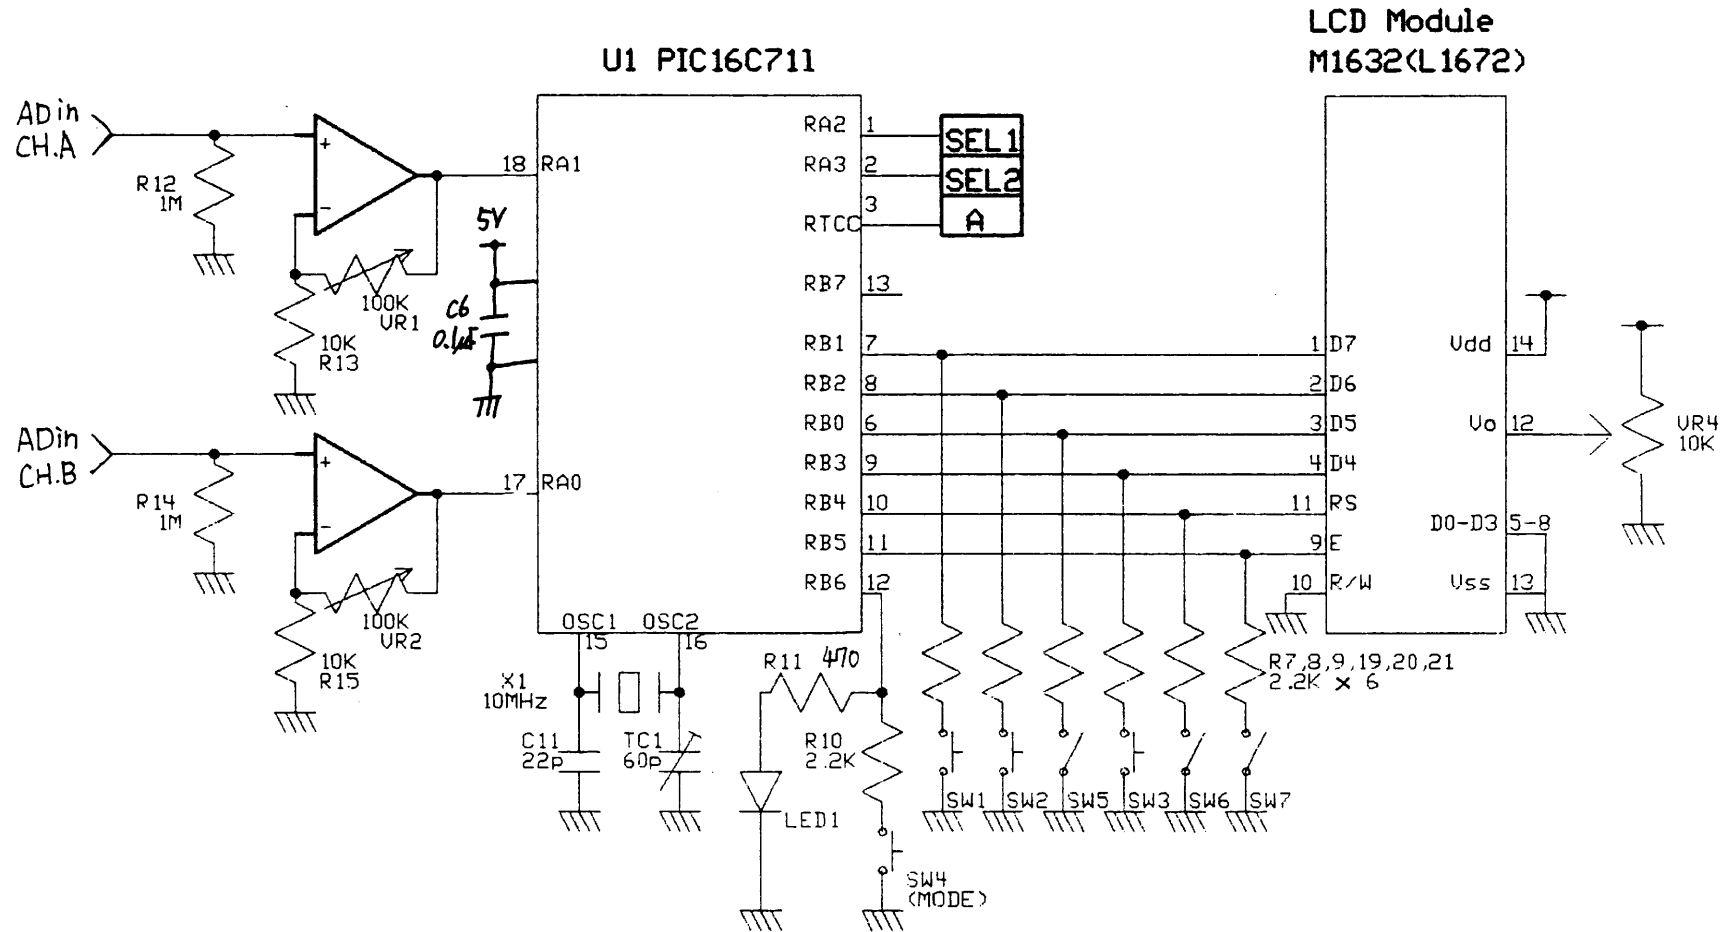 LCD Module
M1632(L1672)
U1 PIC16C711
ADin
CH.A
R12
1M
+
-
100K
VR1
10K
R13
18 RA1
5V
C6
0.1µF
RA2 1
SEL1
RA3 2
SEL2
RTCC 3
A
RB7 13
RB1 7
1 D7
Vdd 14
RB2 8
2 D6
RB0 6
3 D5
Vo 12
VR4
10K
RB3 9
4 D4
RB4 10
11 RS
D0-D3 5-8
RB5 11
9 E
RB6 12
10 R/W
Vss 13
ADin
CH.B
R14
1M
+
-
17 RA0
100K
VR2
10K
R15
OSC1 OSC2
15 16
X1
10MHz
C11
22p
TC1
60p
R11 470
R10
2.2K
LED1
SW4
(MODE)
R7,8,9,19,20,21
2.2K x 6
SW1 SW2 SW5 SW3 SW6 SW7